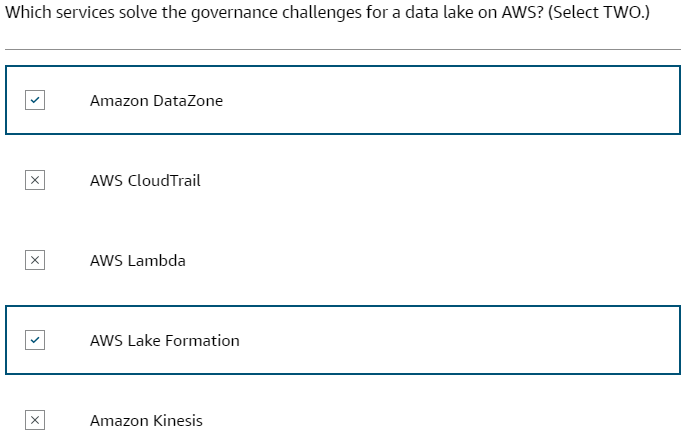 Which services solve the governance challenges for a data lake on AWS? (Select TWO.)
Amazon DataZone
AWS CloudTrail
AWS Lambda
AWS Lake Formation
Amazon Kinesis